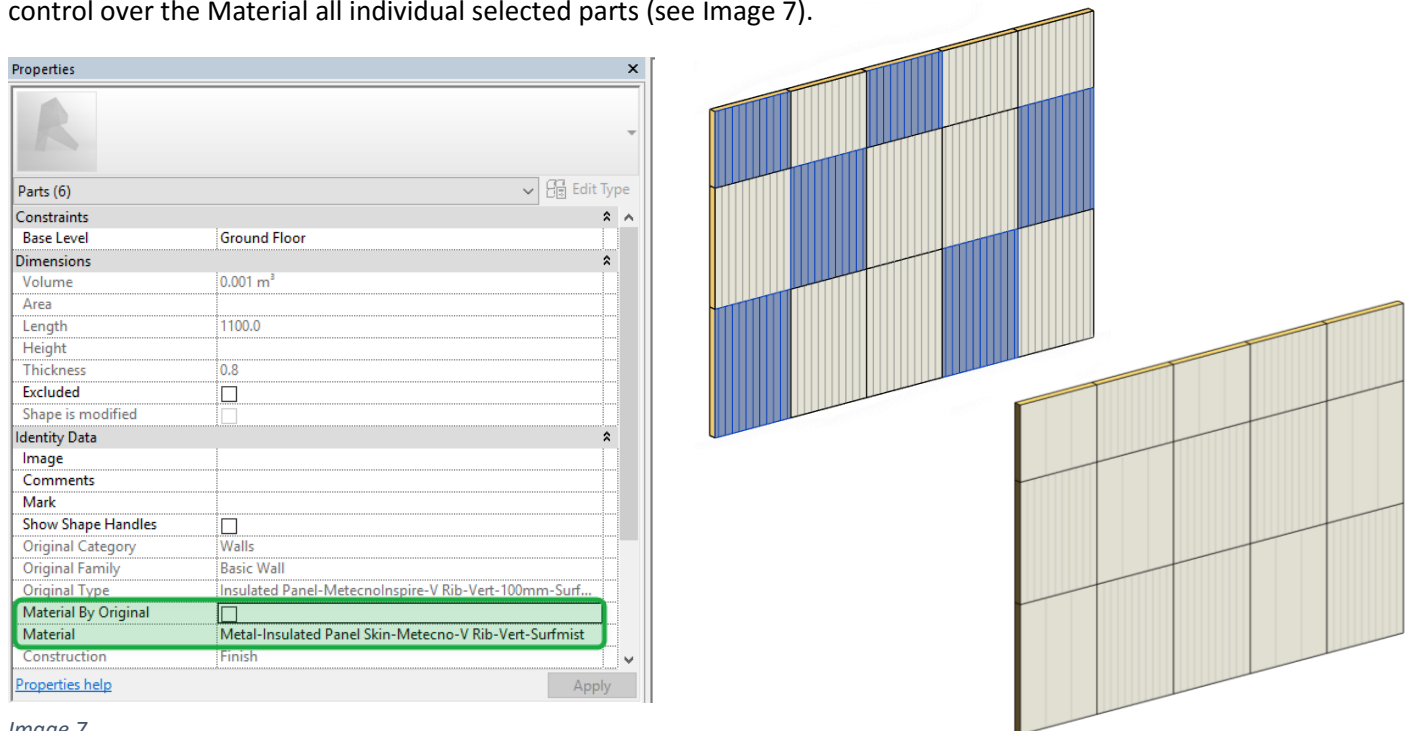 control over the Material all individual selected parts (see Image 7).
Properties
Parts (6)
Edit Type
Constraints
Base Level Ground Floor
Dimensions
Volume 0.001 m³
Area
Length 1100.0
Height
Thickness 0.8
Excluded
Shape is modified
Identity Data
Image
Comments
Mark
Show Shape Handles
Original Category Walls
Original Family Basic Wall
Original Type Insulated Panel-MetecnoInspire-V Rib-Vert-100mm-Surf...
Material By Original
Material Metal-Insulated Panel Skin-Metecno-V Rib-Vert-Surfmist
Construction Finish
Properties help
Apply
Image 7